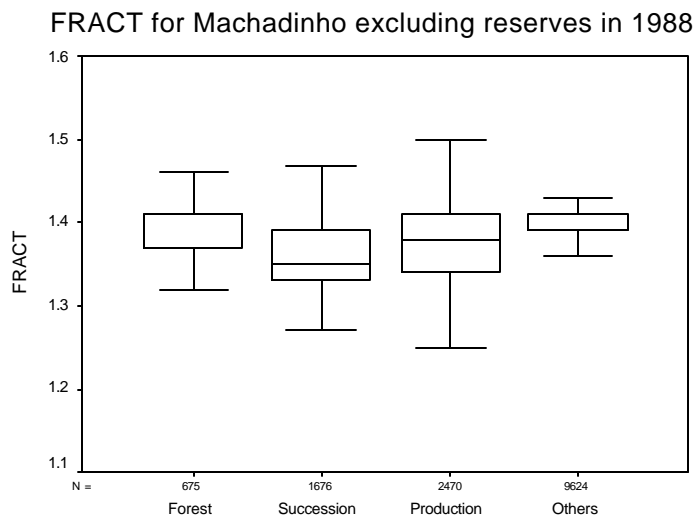 FRACT for Machadinho excluding reserves in 1988
1.6
1.5
1.4
1.3
1.2
1.1
FRACT
N = 675 1676 2470 9624
Forest Succession Production Others